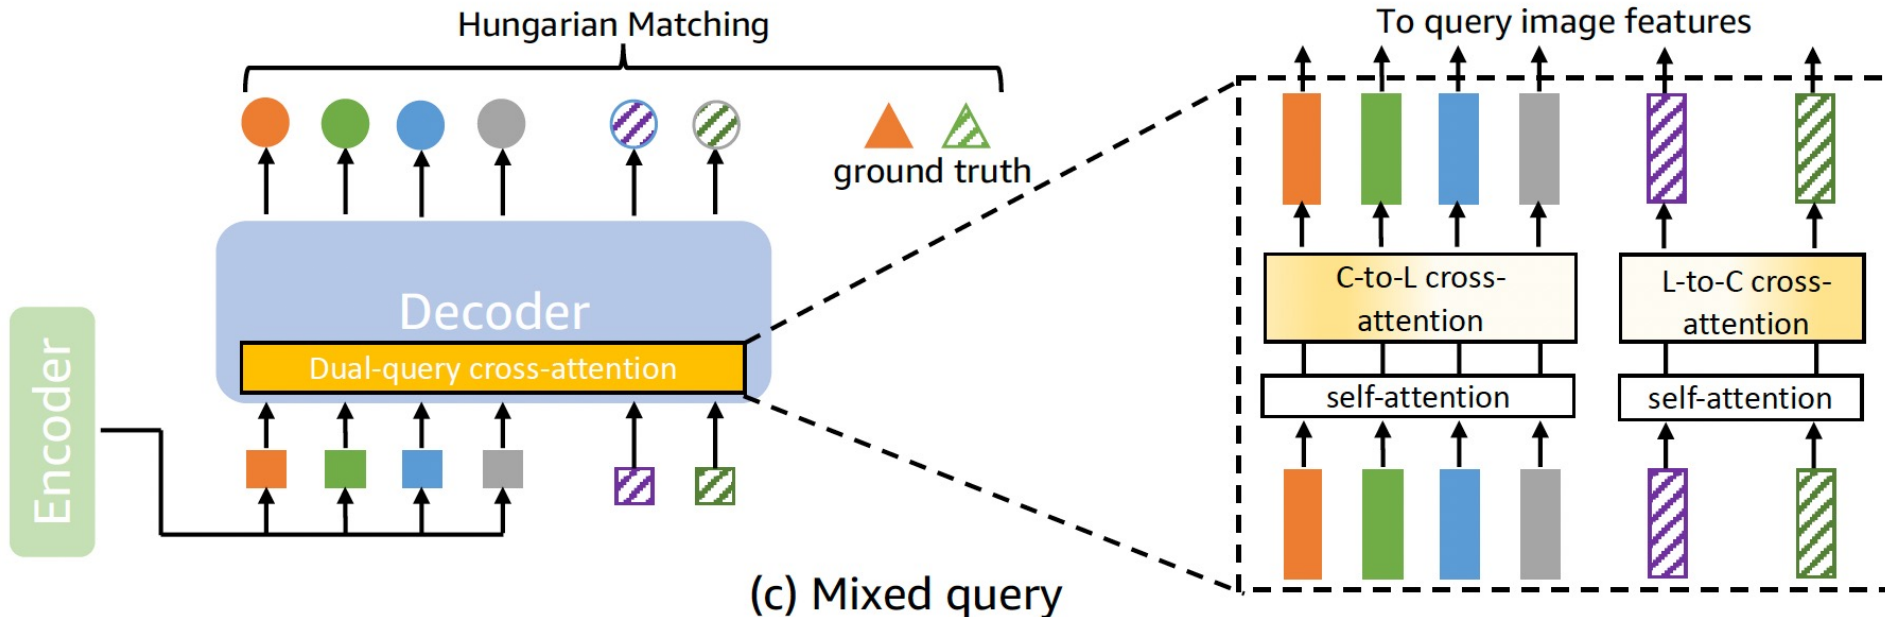 Hungarian Matching
To query image features
ground truth
C-to-L cross-
attention
L-to-C cross-
attention
Decoder
Dual-query cross-attention
self-attention
self-attention
Encoder
(c) Mixed query